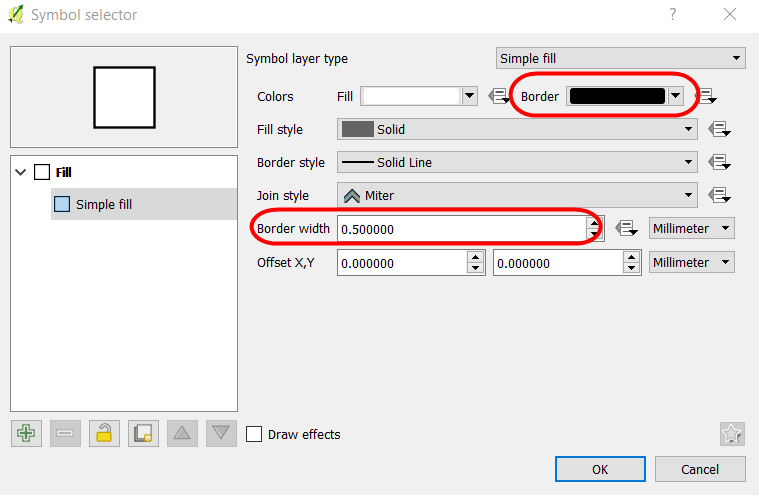 Symbol selector ?
Symbol layer type Simple fill
Colors Fill Border
Fill style Solid
Border style Solid Line
Join style Miter
Border width 0.500000 Millimeter
Offset X,Y 0.000000 0.000000 Millimeter
Fill
Simple fill
Draw effects
OK Cancel